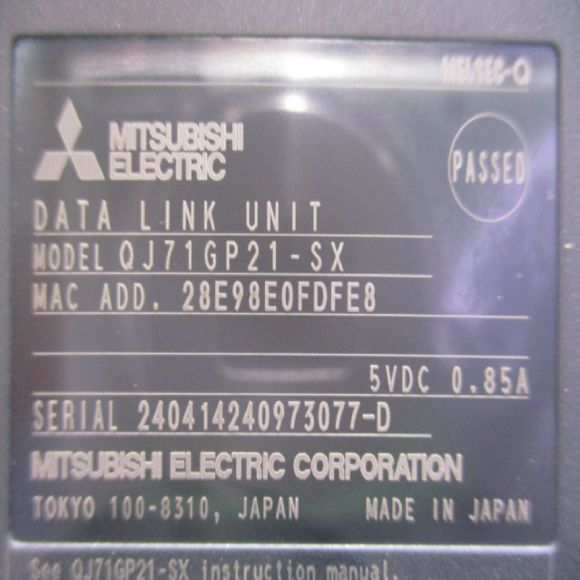 MELSEC-Q
MITSUBISHI
ELECTRIC
PASSED
DATA LINK UNIT
MODEL QJ71GP21-SX
MAC ADD. 28E98E0FDFE8
5VDC 0.85A
SERIAL 240414240973077-D
MITSUBISHI ELECTRIC CORPORATION
TOKYO 100-8310, JAPAN MADE IN JAPAN
See QJ71GP21-SX instruction manual.